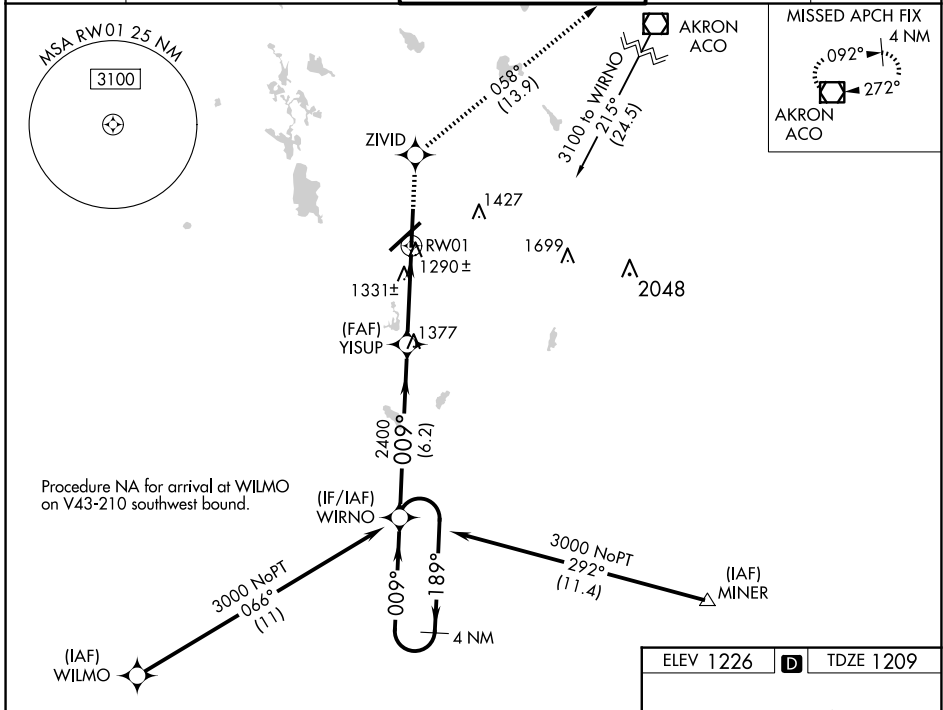 MSA RW01 25 NM
3100
AKRON
ACO
3100 to WIRNO
215°
(24.5)
MISSED APCH FIX
4 NM
092°
272°
AKRON
ACO
058°
(13.9)
ZIVID
1427
RW01
1290±
1699
2048
1331±
(FAF)
YISUP
1377
2400
009°
(6.2)
Procedure NA for arrival at WILMO
on V43-210 southwest bound.
(IF/IAF)
WIRNO
3000 NoPT
066°
(11)
009°
189°
4 NM
3000 NoPT
292°
(11.4)
(IAF)
MINER
(IAF)
WILMO
ELEV 1226
D
TDZE 1209